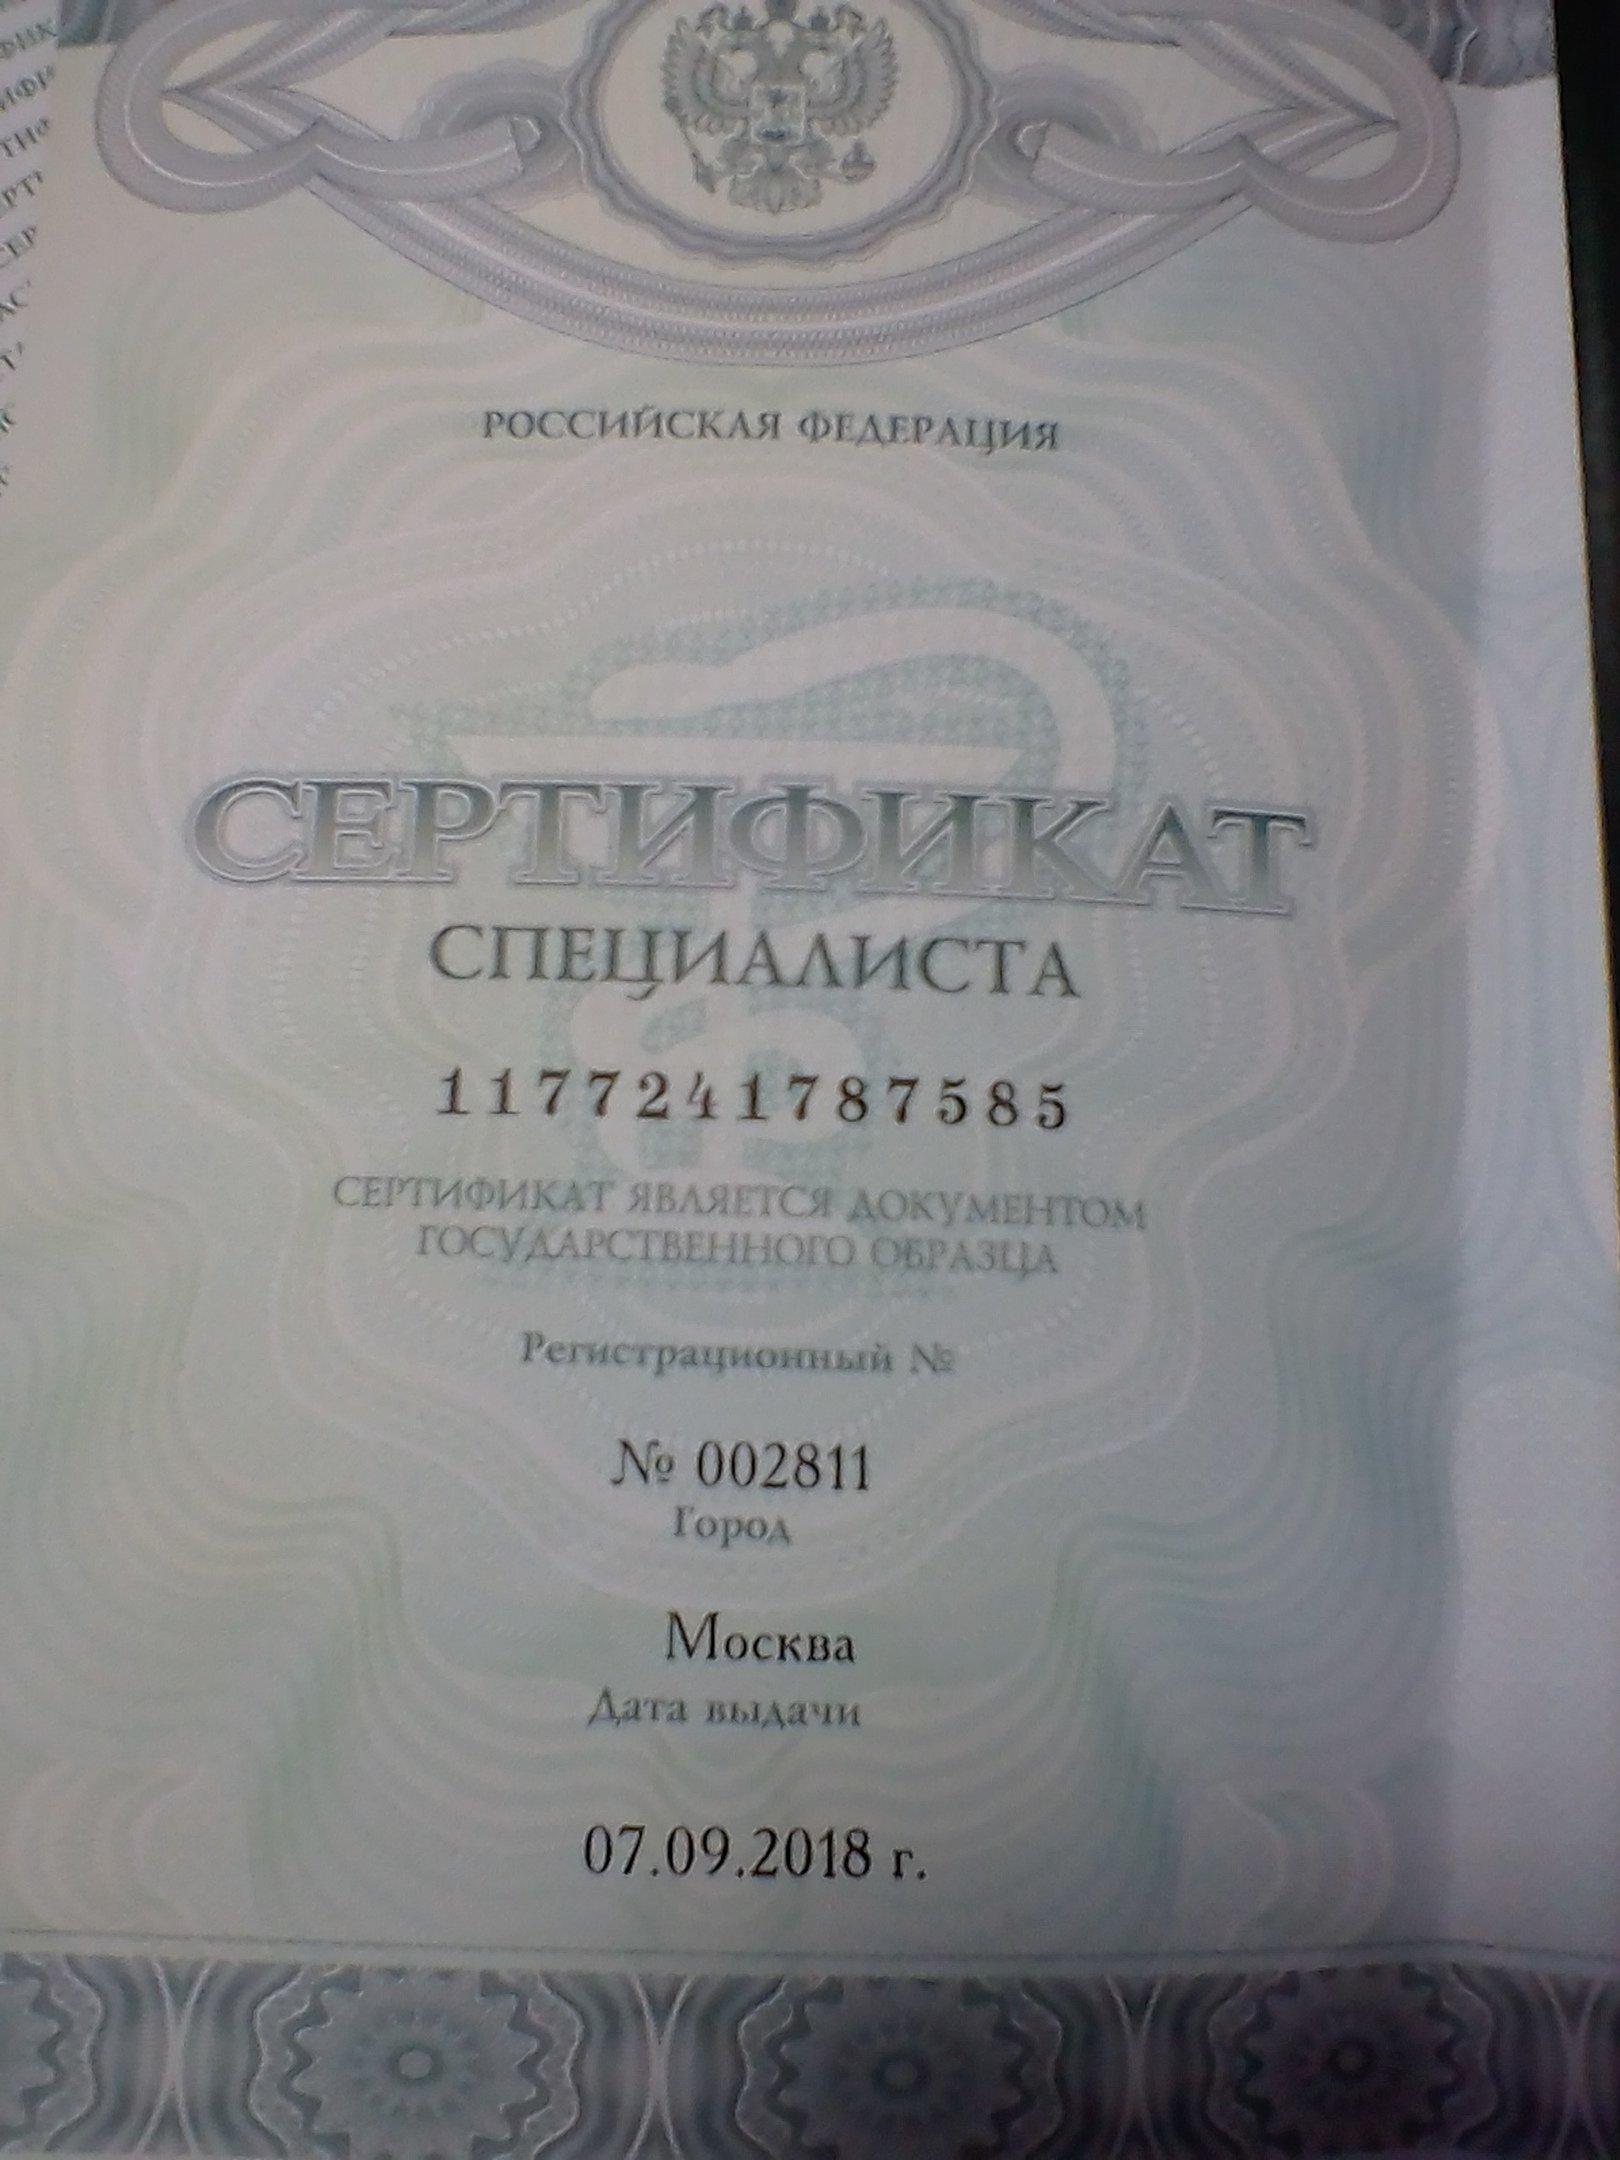 РОССИЙСКАЯ ФЕДЕРАЦИЯ
СЕРТИФИКАТ
СПЕЦИАЛИСТА
1177241787585
СЕРТИФИКАТ ЯВЛЯЕТСЯ ДОКУМЕНТОМ
ГОСУДАРСТВЕННОГО ОБРАЗЦА
Регистрационный №
№ 002811
Город
Москва
Дата выдачи
07.09.2018 г.